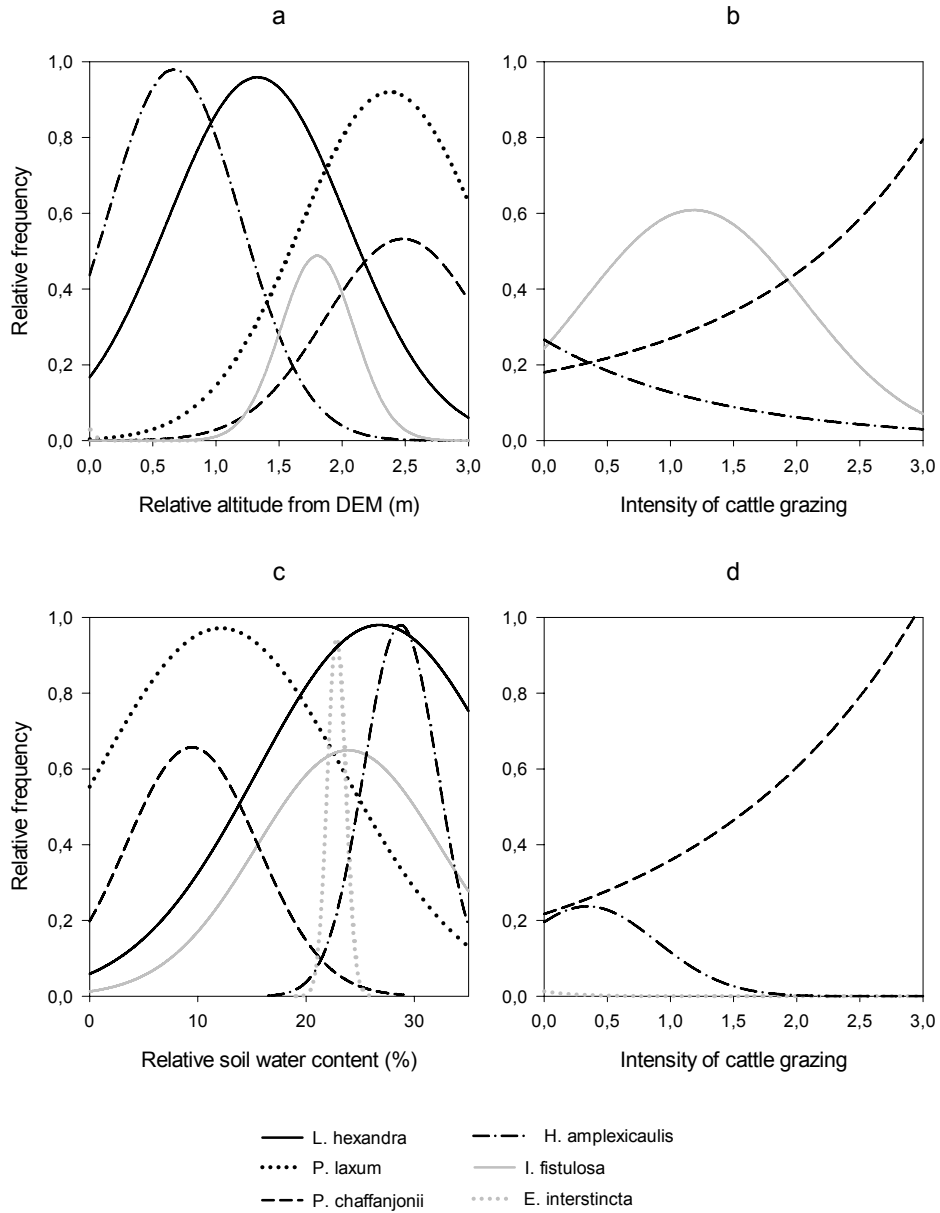 a
b
1,0
0,8
0,6
0,4
0,2
0,0
Relative frequency
0,0 0,5 1,0 1,5 2,0 2,5 3,0
Relative altitude from DEM (m)
1,0
0,8
0,6
0,4
0,2
0,0
0,0 0,5 1,0 1,5 2,0 2,5 3,0
Intensity of cattle grazing
c
d
1,0
0,8
0,6
0,4
0,2
0,0
Relative frequency
0 10 20 30
Relative soil water content (%)
1,0
0,8
0,6
0,4
0,2
0,0
0,0 0,5 1,0 1,5 2,0 2,5 3,0
Intensity of cattle grazing
L. hexandra
P. laxum
P. chaffanjonii
H. amplexicaulis
I. fistulosa
E. interstincta